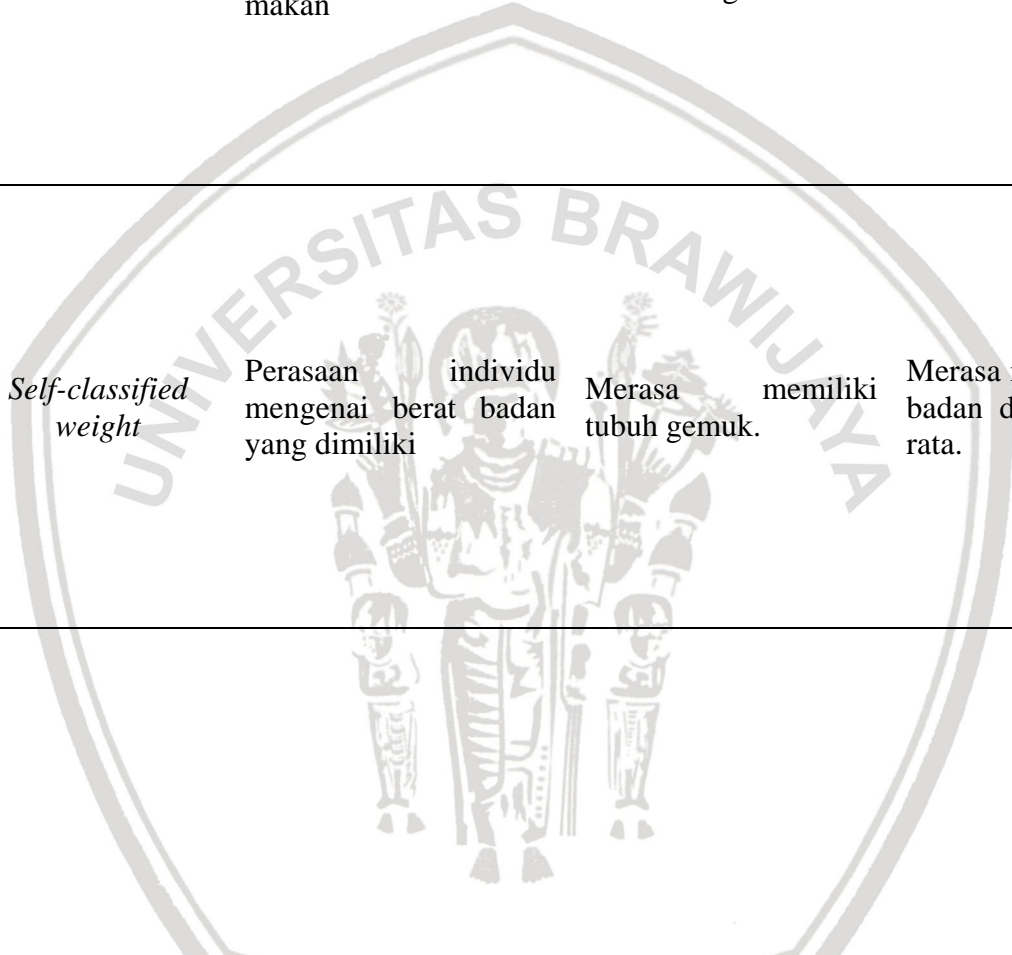 makan
UNIVERSITAS BRAWIJAYA
Self-classified
weight
Perasaan individu
mengenai berat badan
yang dimiliki
Merasa memiliki
tubuh gemuk.
Merasa
badan
rata.